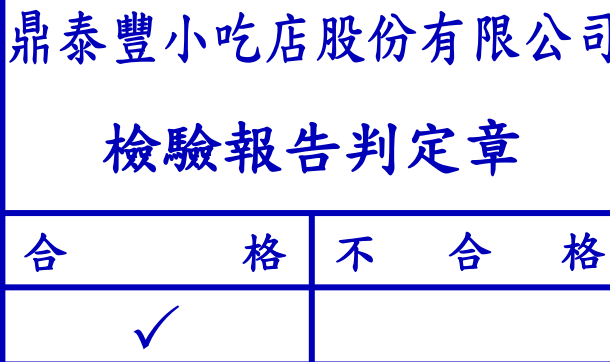 鼎泰豐小吃店股份有限公司
檢驗報告判定章
合格 不合格
✓